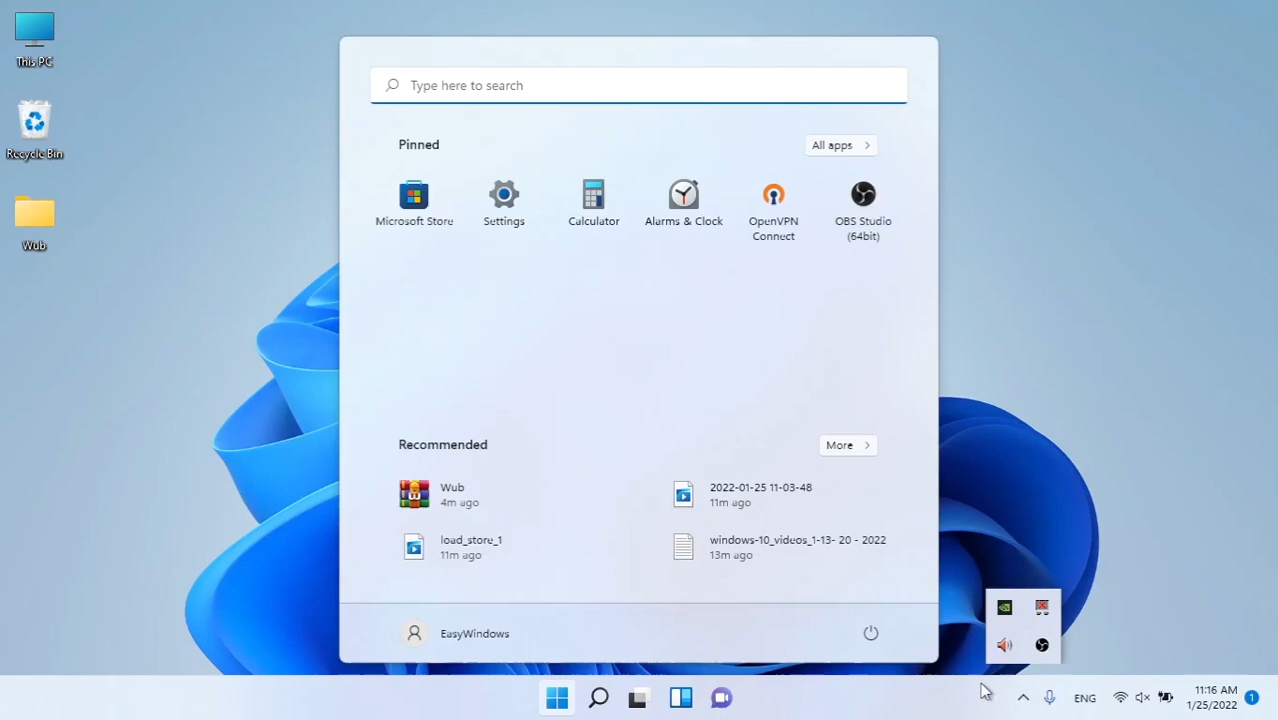 This PC
Recycle Bin
Wub
Type here to search
Pinned
All apps
Microsoft Store
Settings
Calculator
Alarms & Clock
OpenVPN
Connect
OBS Studio
(64bit)
Recommended
More
Wub
4m ago
2022-01-25 11-03-48
11m ago
load_store_1
11m ago
windows-10_videos_1-13- 20 - 2022
13m ago
EasyWindows
ENG
11:16 AM
1/25/2022
1